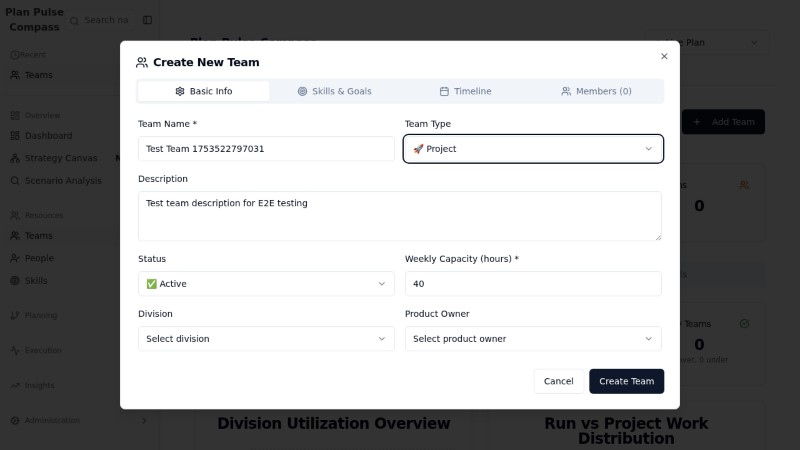 Plan Pulse
Compass
Search na
Recent
Teams
Overview
Dashboard
Strategy Canvas
Scenario Analysis
Resources
Teams
People
Skills
Planning
Execution
Insights
Administration
Plan
Add Team
0
Teams
0
over, 0 under
Division Utilization Overview
Run vs Project Work
Distribution
Create New Team
Basic Info
Skills & Goals
Timeline
Members (0)
Team Name *
Team Type
Test Team 1753522797031
🚀 Project
Description
Test team description for E2E testing
Status
Weekly Capacity (hours) *
✅ Active
40
Division
Product Owner
Select division
Select product owner
Cancel
Create Team